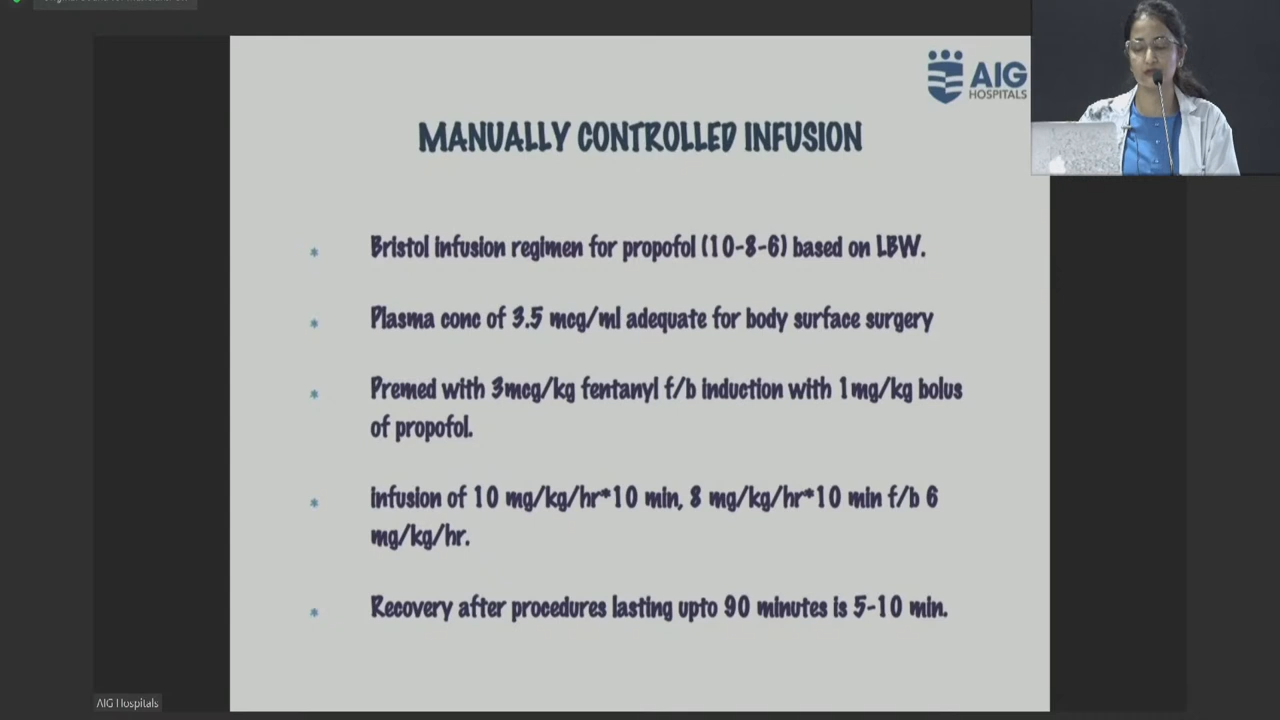 AIG
HOSPITALS
MANUALLY CONTROLLED INFUSION
* Bristol infusion regimen for propofol (10-8-6) based on LBW.
* Plasma conc of 3.5 mcg/ml adequate for body surface surgery
* Premed with 3mcg/kg fentanyl f/b induction with 1mg/kg bolus
of propofol.
* infusion of 10 mg/kg/hr*10 min, 8 mg/kg/hr*10 min f/b 6
mg/kg/hr.
* Recovery after procedures lasting upto 90 minutes is 5-10 min.
AIG Hospitals